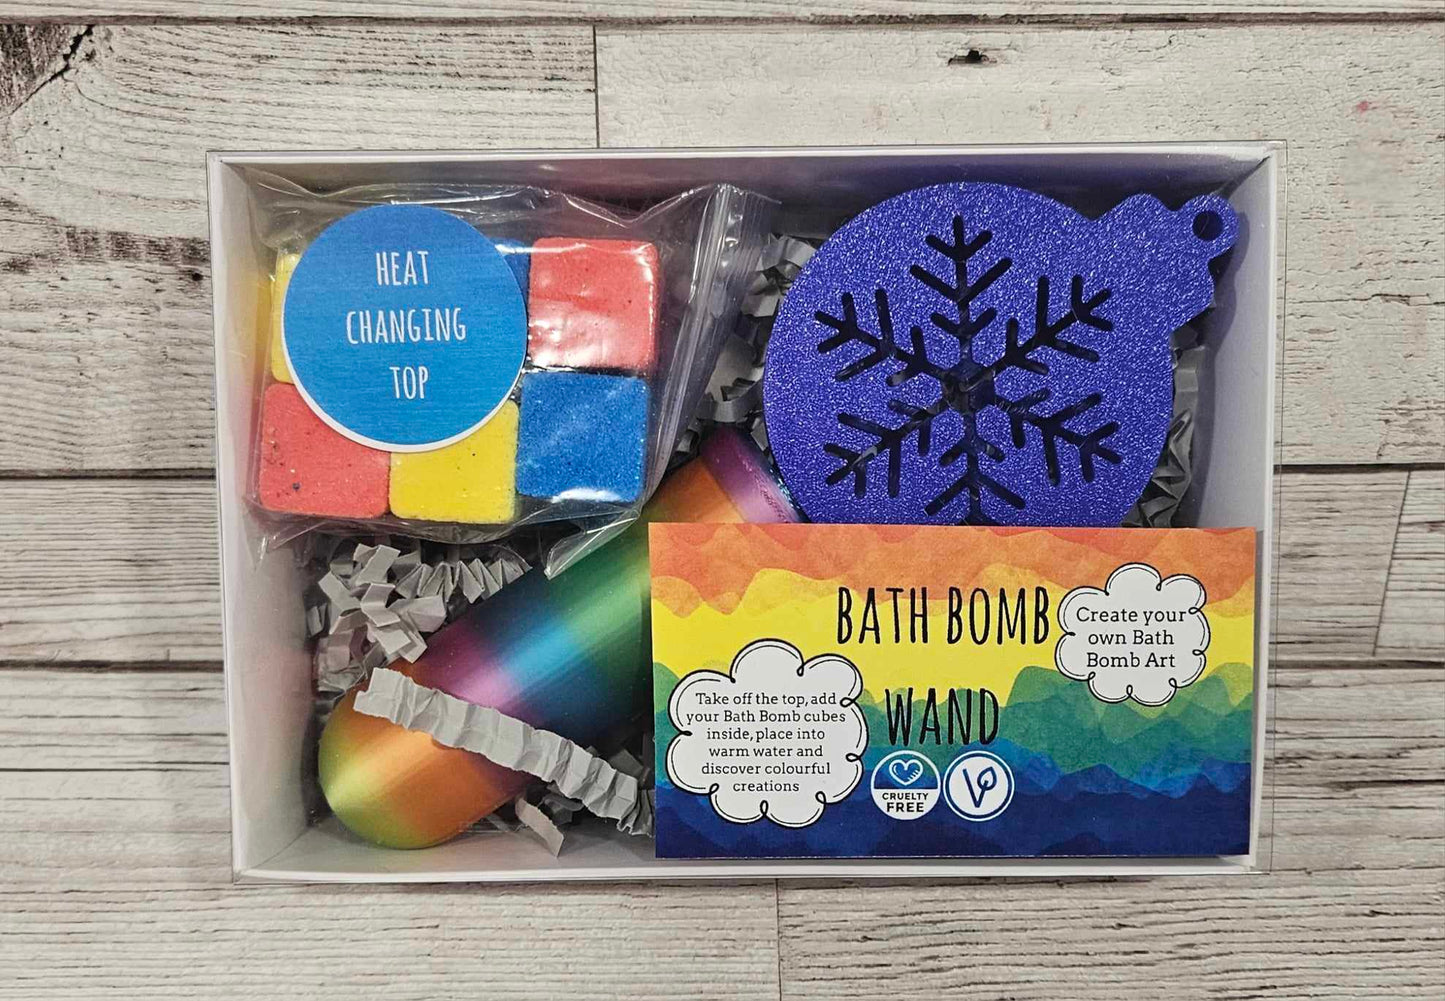 HEAT
CHANGING
TOP
BATH BOMB
WAND
Create your
own Bath
Bomb Art
Take off the top, add
your Bath Bomb cubes
inside, place into
warm water and
discover colourful
creations
CRUELTY
FREE
V